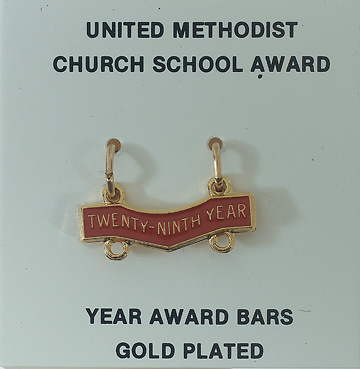 UNITED METHODIST
CHURCH SCHOOL AWARD
TWENTY-NINTH YEAR
YEAR AWARD BARS
GOLD PLATED